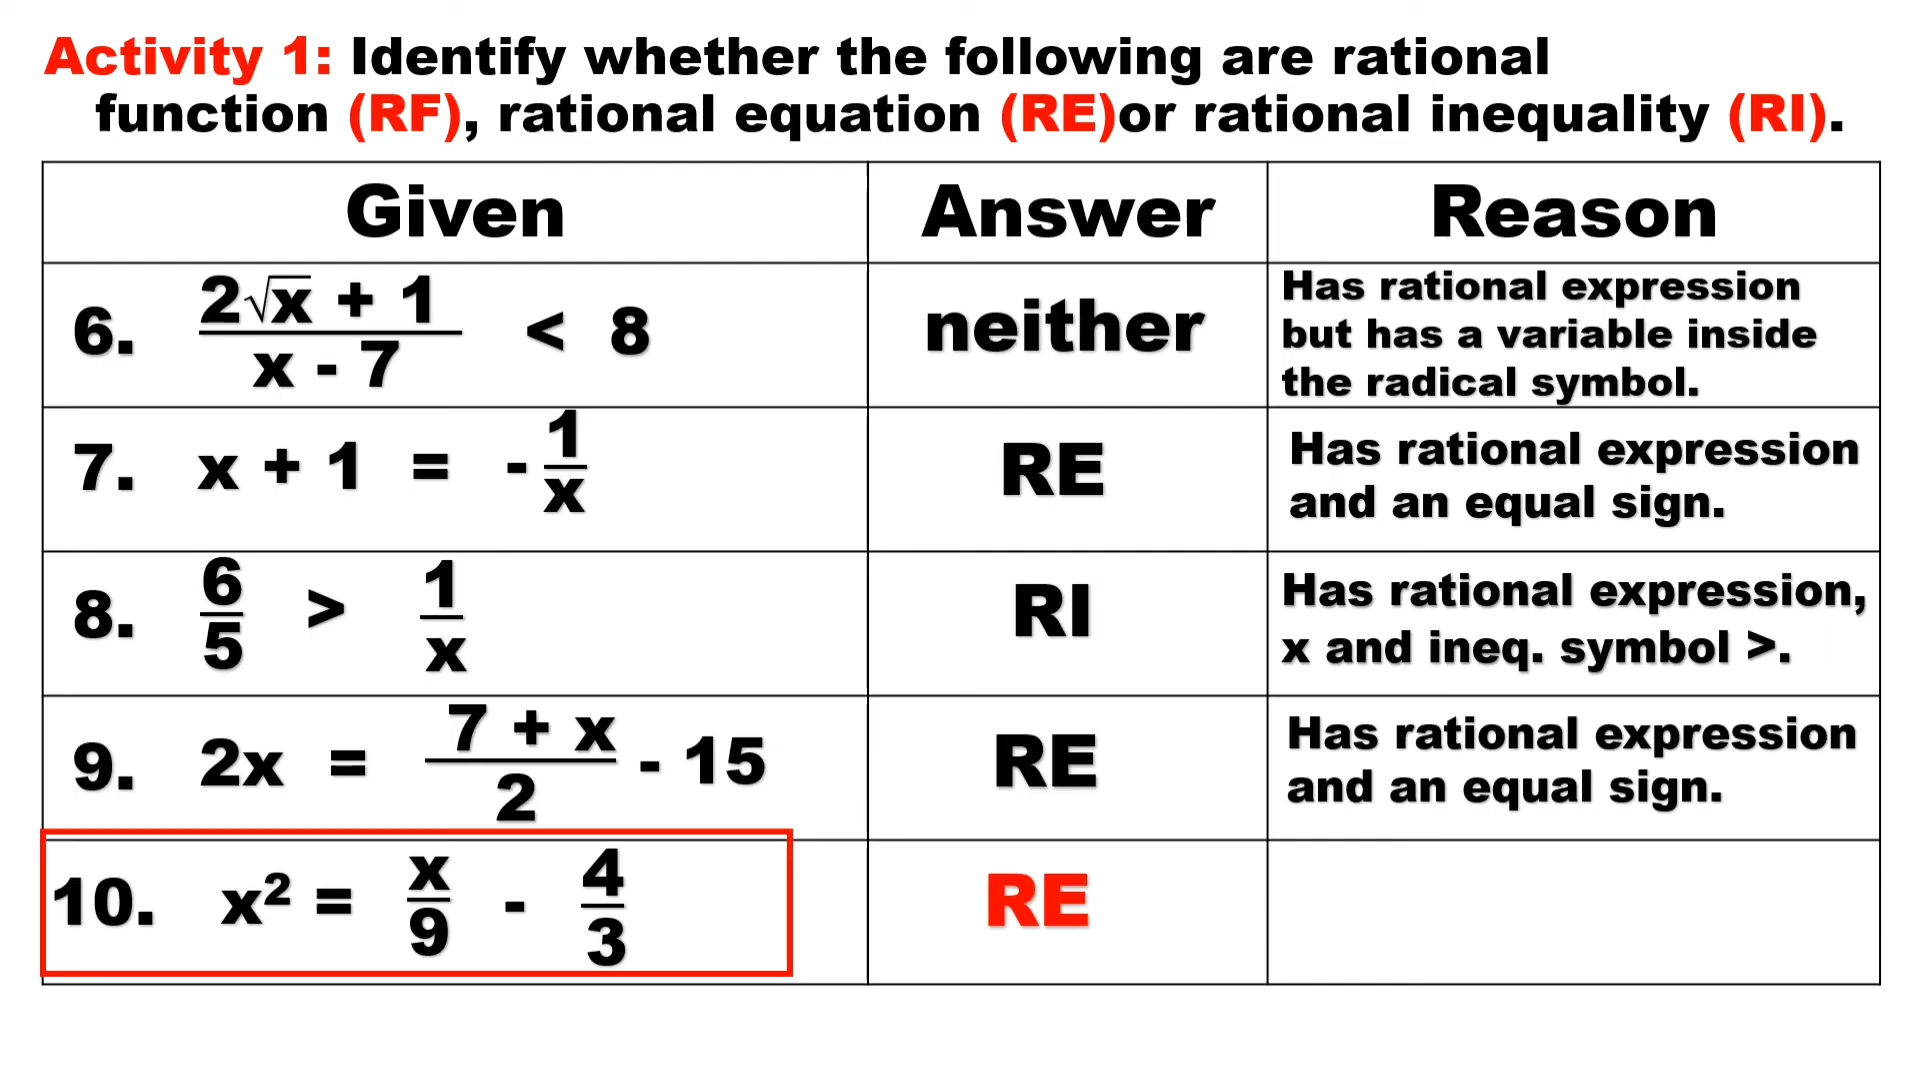 Activity 1: Identify whether the following are rational
function (RF), rational equation (RE)or rational inequality (RI).
Given Answer Reason
6. (2√x + 1)/(x - 7) < 8 neither Has rational expression
but has a variable inside
the radical symbol.
7. x + 1 = - 1/x RE Has rational expression
and an equal sign.
8. 6/5 > 1/x RI Has rational expression,
x and ineq. symbol >.
9. 2x = (7 + x)/2 - 15 RE Has rational expression
and an equal sign.
10. x² = x/9 - 4/3 RE